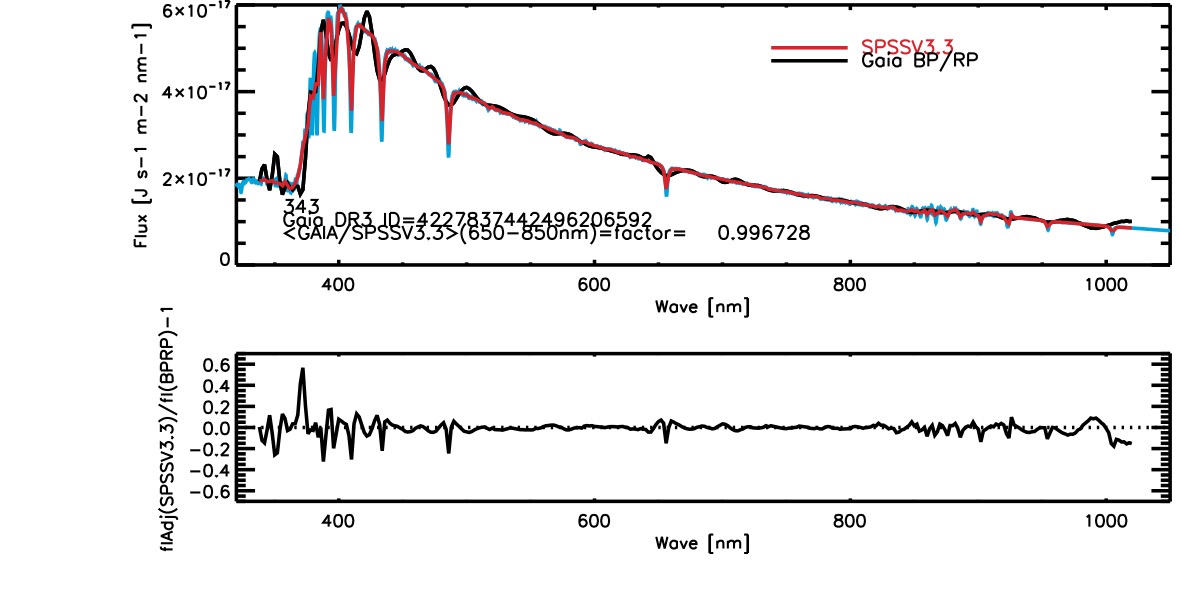 6×10−17
4×10−17
2×10−17
0
Flux [J s−1 m−2 nm−1]
SPSSV3.3
Gaia BP/RP
343
Gaia DR3 ID=4227837442496206592
<GAIA/SPSSV3.3>(650−850nm)=factor= 0.996728
400 600 800 1000
Wave [nm]
flAdj(SPSSV3.3)/fl(BPRP)−1
0.6
0.4
0.2
0.0
−0.2
−0.4
−0.6
400 600 800 1000
Wave [nm]